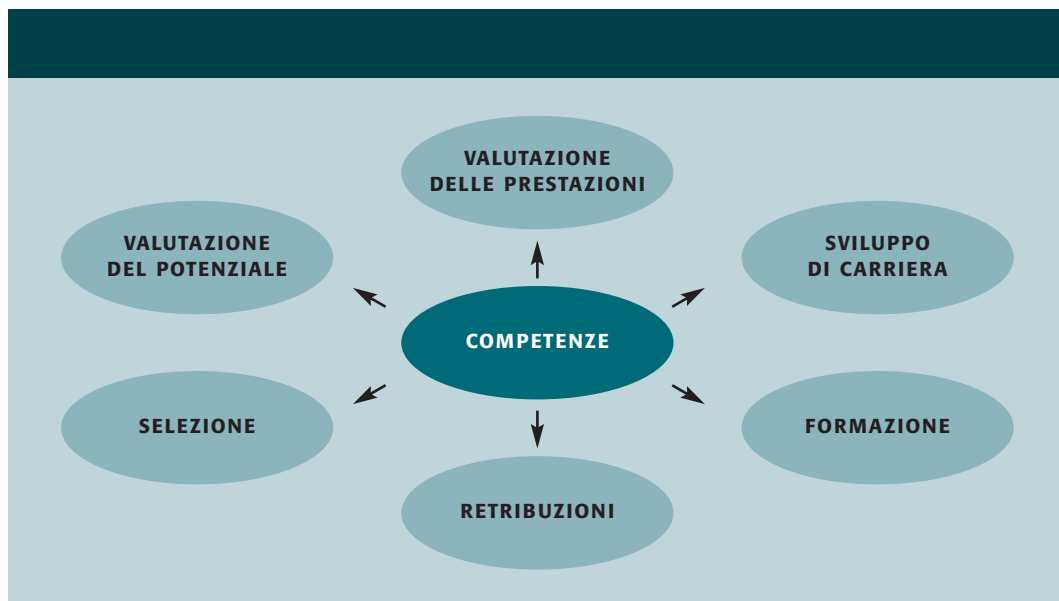 VALUTAZIONE
DELLE PRESTAZIONI
VALUTAZIONE
DEL POTENZIALE
SVILUPPO
DI CARRIERA
COMPETENZE
SELEZIONE
FORMAZIONE
RETRIBUZIONI